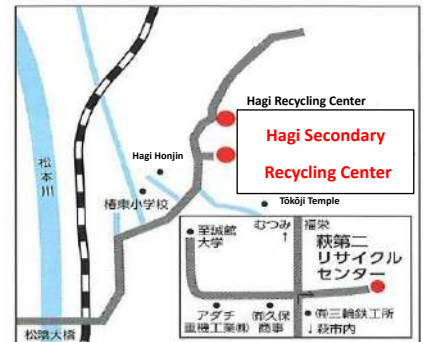 Hagi Recycling Center
Hagi Secondary
Recycling Center
Hagi Honjin
松本川
椿東小学校
Tōkōji Temple
松陰大橋
至誠館
大学
むつみ
↑
福栄
萩第二
リサイクル
センター
アダチ
重機工業㈱
㈲久保
商事
㈲三輪鉄工所
↓萩市内